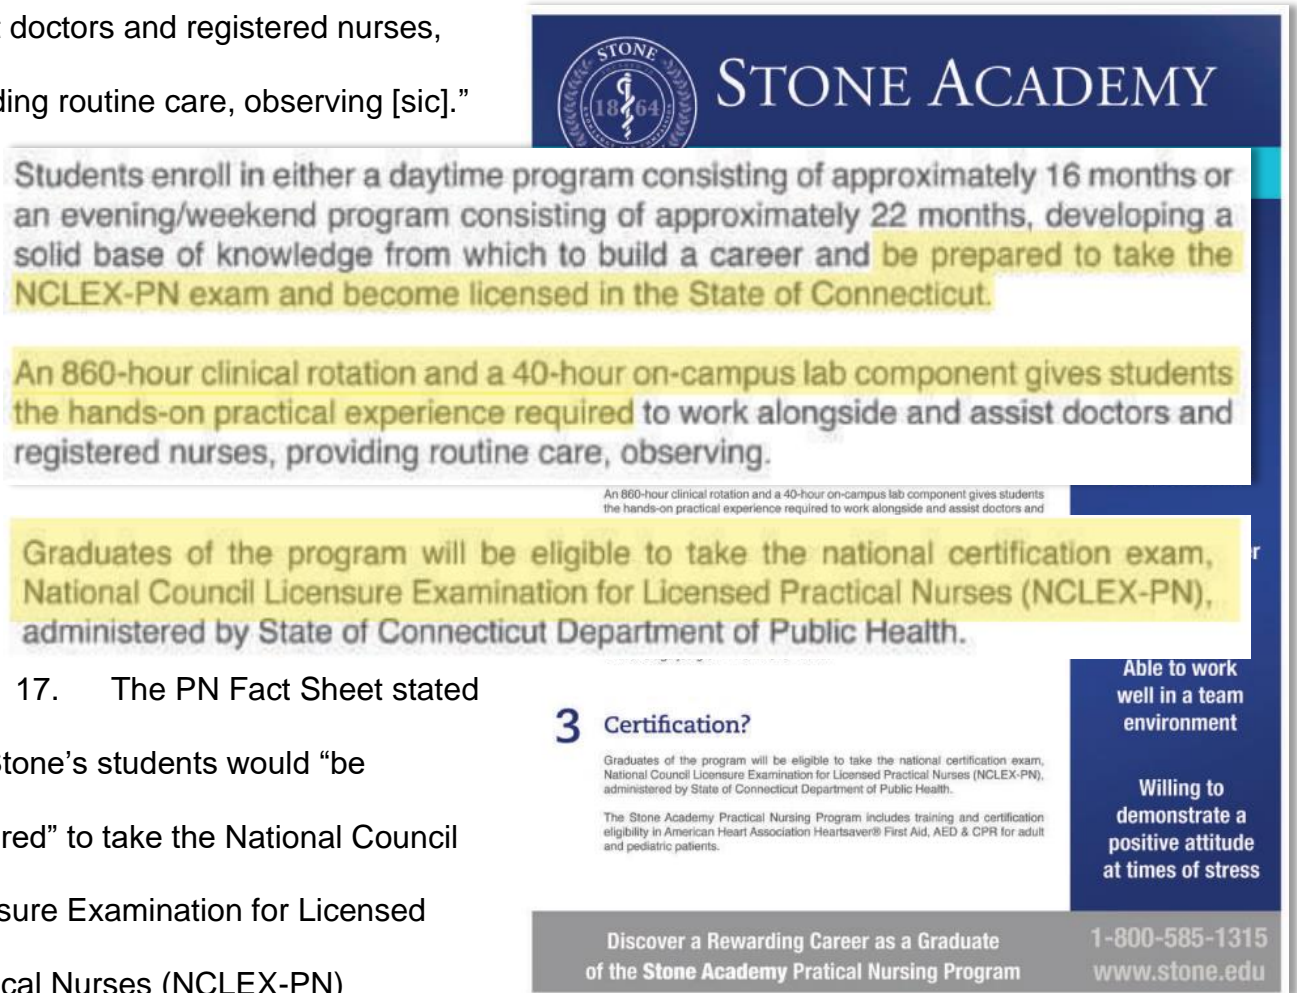 doctors and registered nurses,
ding routine care, observing [sic].”
STONE
1864
STONE ACADEMY
Students enroll in either a daytime program consisting of approximately 16 months or
an evening/weekend program consisting of approximately 22 months, developing a
solid base of knowledge from which to build a career and be prepared to take the
NCLEX-PN exam and become licensed in the State of Connecticut.
An 860-hour clinical rotation and a 40-hour on-campus lab component gives students
the hands-on practical experience required to work alongside and assist doctors and
registered nurses, providing routine care, observing.
An 860-hour clinical rotation and a 40-hour on-campus lab component gives students
the hands-on practical experience required to work alongside and assist doctors and
Graduates of the program will be eligible to take the national certification exam,
National Council Licensure Examination for Licensed Practical Nurses (NCLEX-PN),
administered by State of Connecticut Department of Public Health.
17. The PN Fact Sheet stated
Stone’s students would “be
red” to take the National Council
sure Examination for Licensed
cal Nurses (NCLEX-PN)
3 Certification?
Graduates of the program will be eligible to take the national certification exam,
National Council Licensure Examination for Licensed Practical Nurses (NCLEX-PN),
administered by State of Connecticut Department of Public Health.
The Stone Academy Practical Nursing Program includes training and certification
eligibility in American Heart Association Heartsaver® First Aid, AED & CPR for adult
and pediatric patients.
Able to work
well in a team
environment
Willing to
demonstrate a
positive attitude
at times of stress
Discover a Rewarding Career as a Graduate
of the Stone Academy Pratical Nursing Program
1-800-585-1315
www.stone.edu